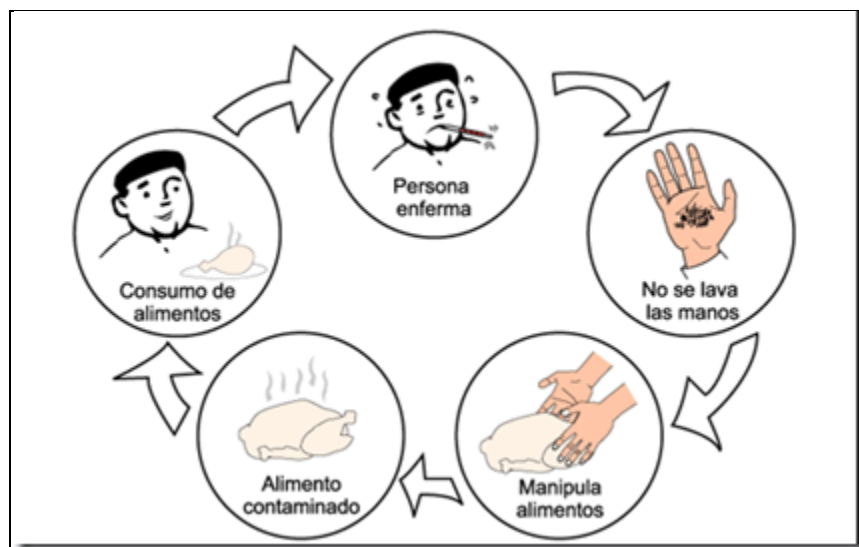 Persona
enferma
No se lava
las manos
Manipula
alimentos
Alimento
contaminado
Consumo de
alimentos